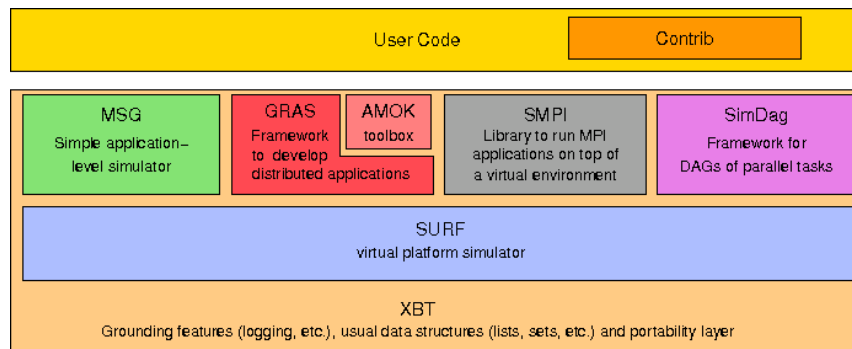 User Code
Contrib
MSG
Simple application-
level simulator
GRAS
Framework
to develop
distributed applications
AMOK
toolbox
SMPI
Library to run MPI
applications on top of
a virtual environment
SimDag
Framework for
DAGs of parallel tasks
SURF
virtual platform simulator
XBT
Grounding features (logging, etc.), usual data structures (lists, sets, etc.) and portability layer